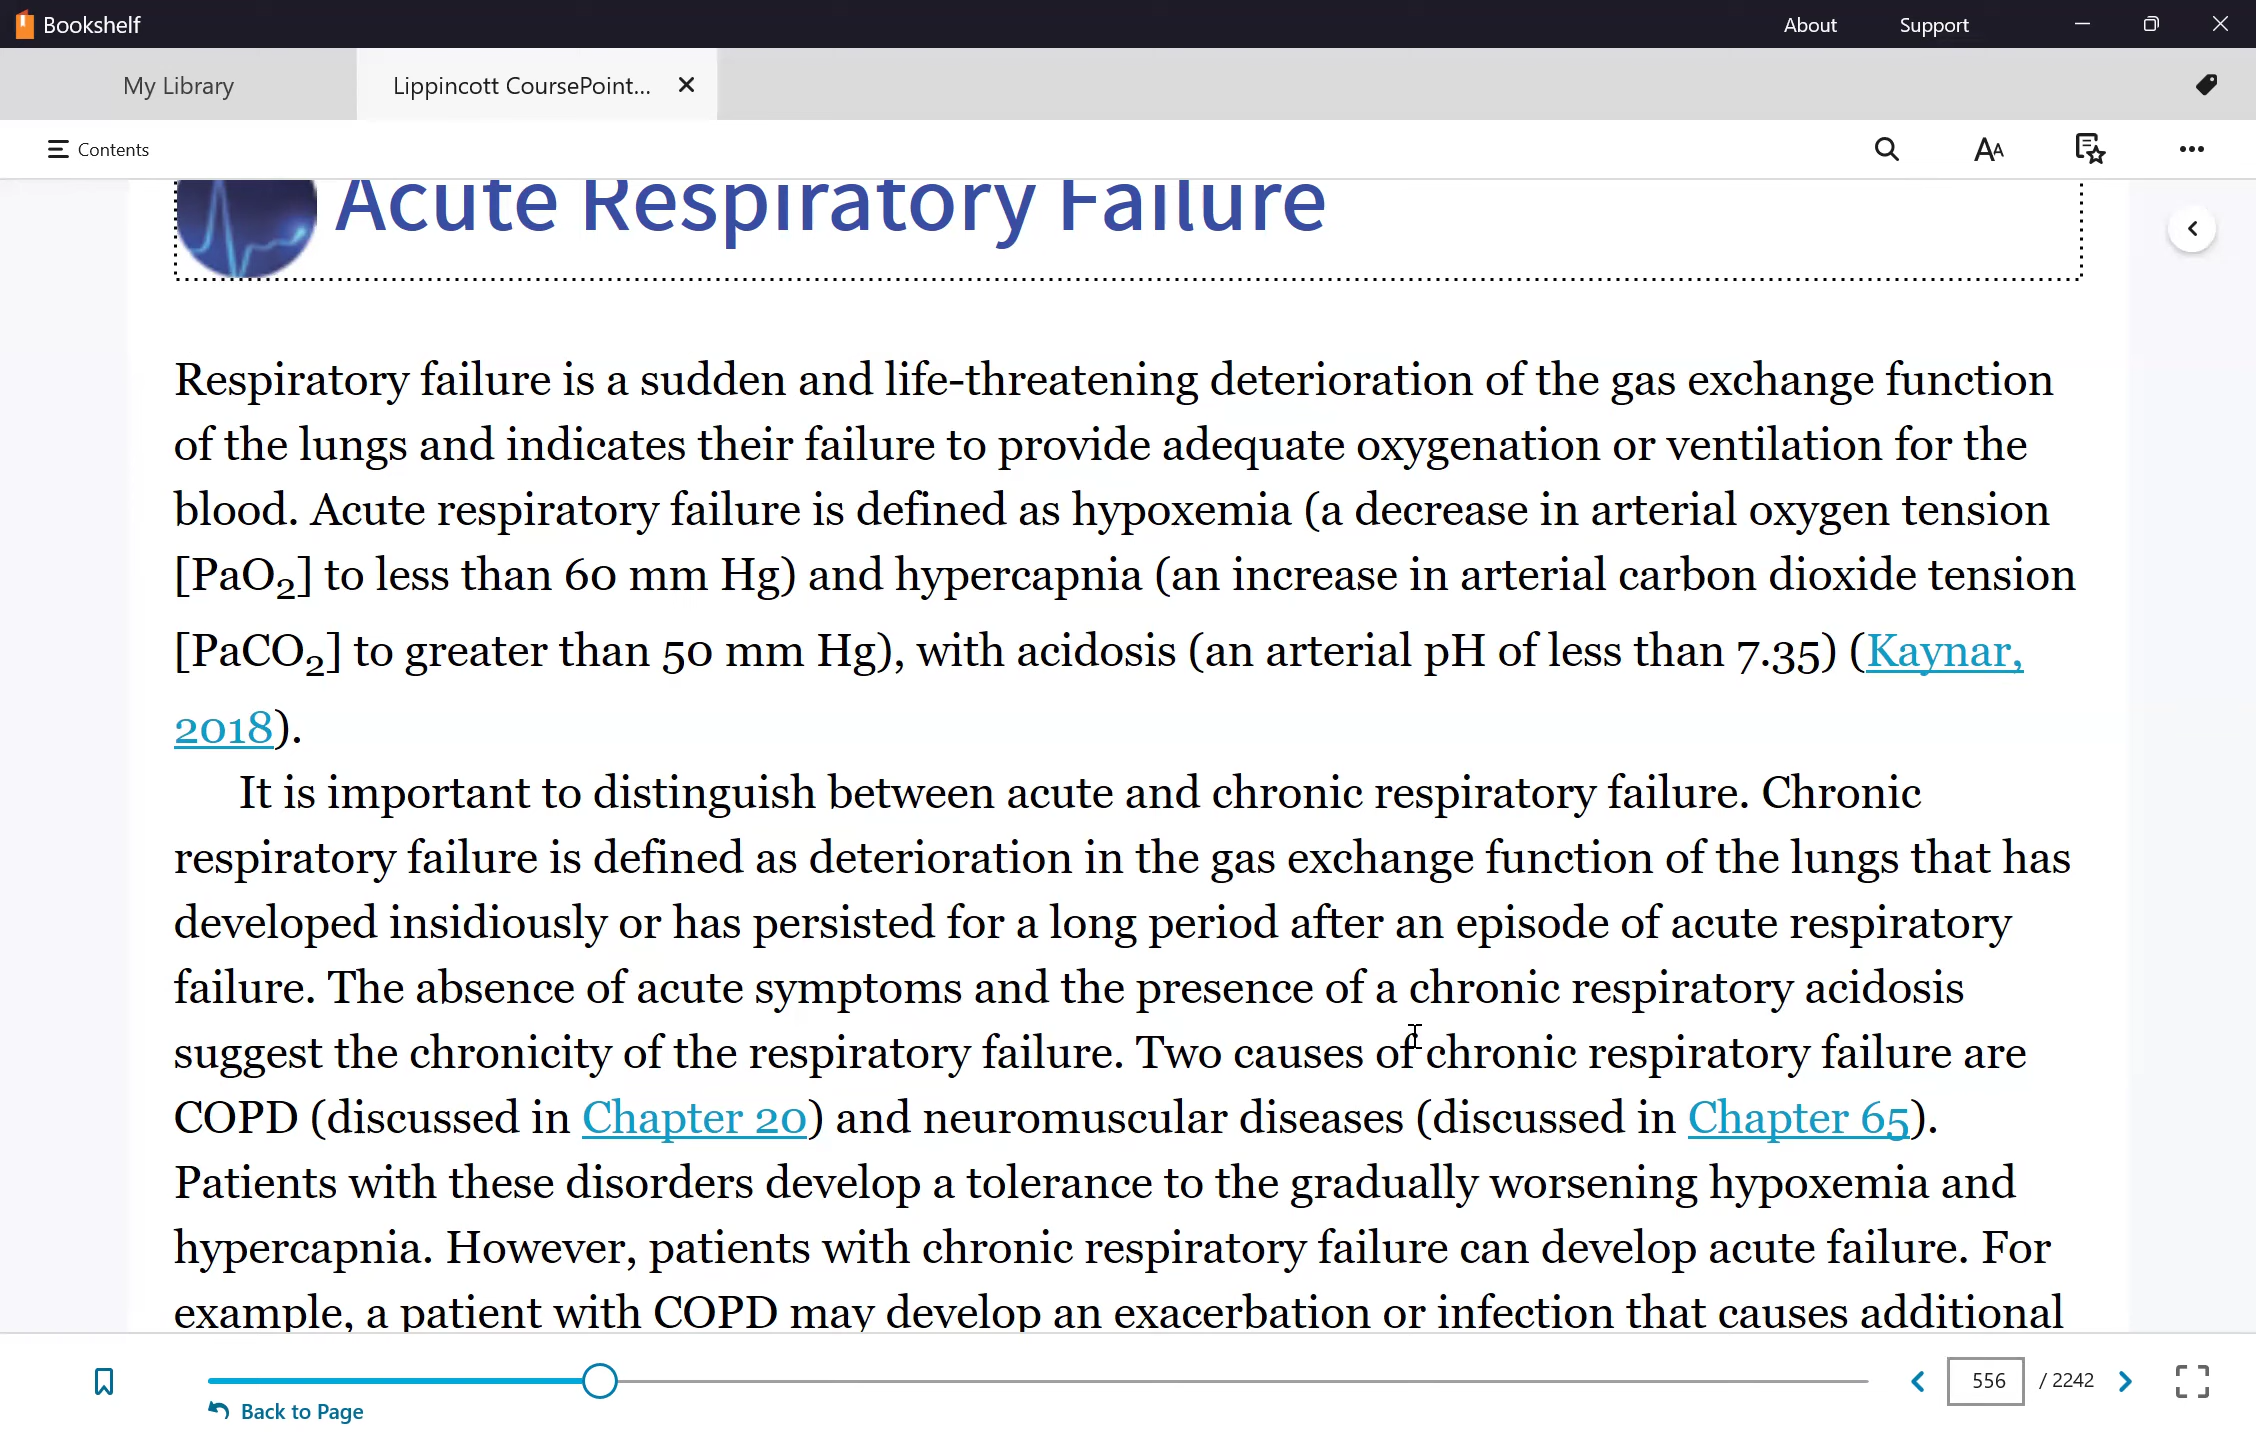 Bookshelf
About
Support
My Library
Lippincott CoursePoint...
Contents
Acute Respiratory Failure
Respiratory failure is a sudden and life-threatening deterioration of the gas exchange function
of the lungs and indicates their failure to provide adequate oxygenation or ventilation for the
blood. Acute respiratory failure is defined as hypoxemia (a decrease in arterial oxygen tension
[PaO₂] to less than 60 mm Hg) and hypercapnia (an increase in arterial carbon dioxide tension
[PaCO₂] to greater than 50 mm Hg), with acidosis (an arterial pH of less than 7.35) (Kaynar,
2018).
It is important to distinguish between acute and chronic respiratory failure. Chronic
respiratory failure is defined as deterioration in the gas exchange function of the lungs that has
developed insidiously or has persisted for a long period after an episode of acute respiratory
failure. The absence of acute symptoms and the presence of a chronic respiratory acidosis
suggest the chronicity of the respiratory failure. Two causes of chronic respiratory failure are
COPD (discussed in Chapter 20) and neuromuscular diseases (discussed in Chapter 65).
Patients with these disorders develop a tolerance to the gradually worsening hypoxemia and
hypercapnia. However, patients with chronic respiratory failure can develop acute failure. For
example, a patient with COPD may develop an exacerbation or infection that causes additional
556 / 2242
Back to Page